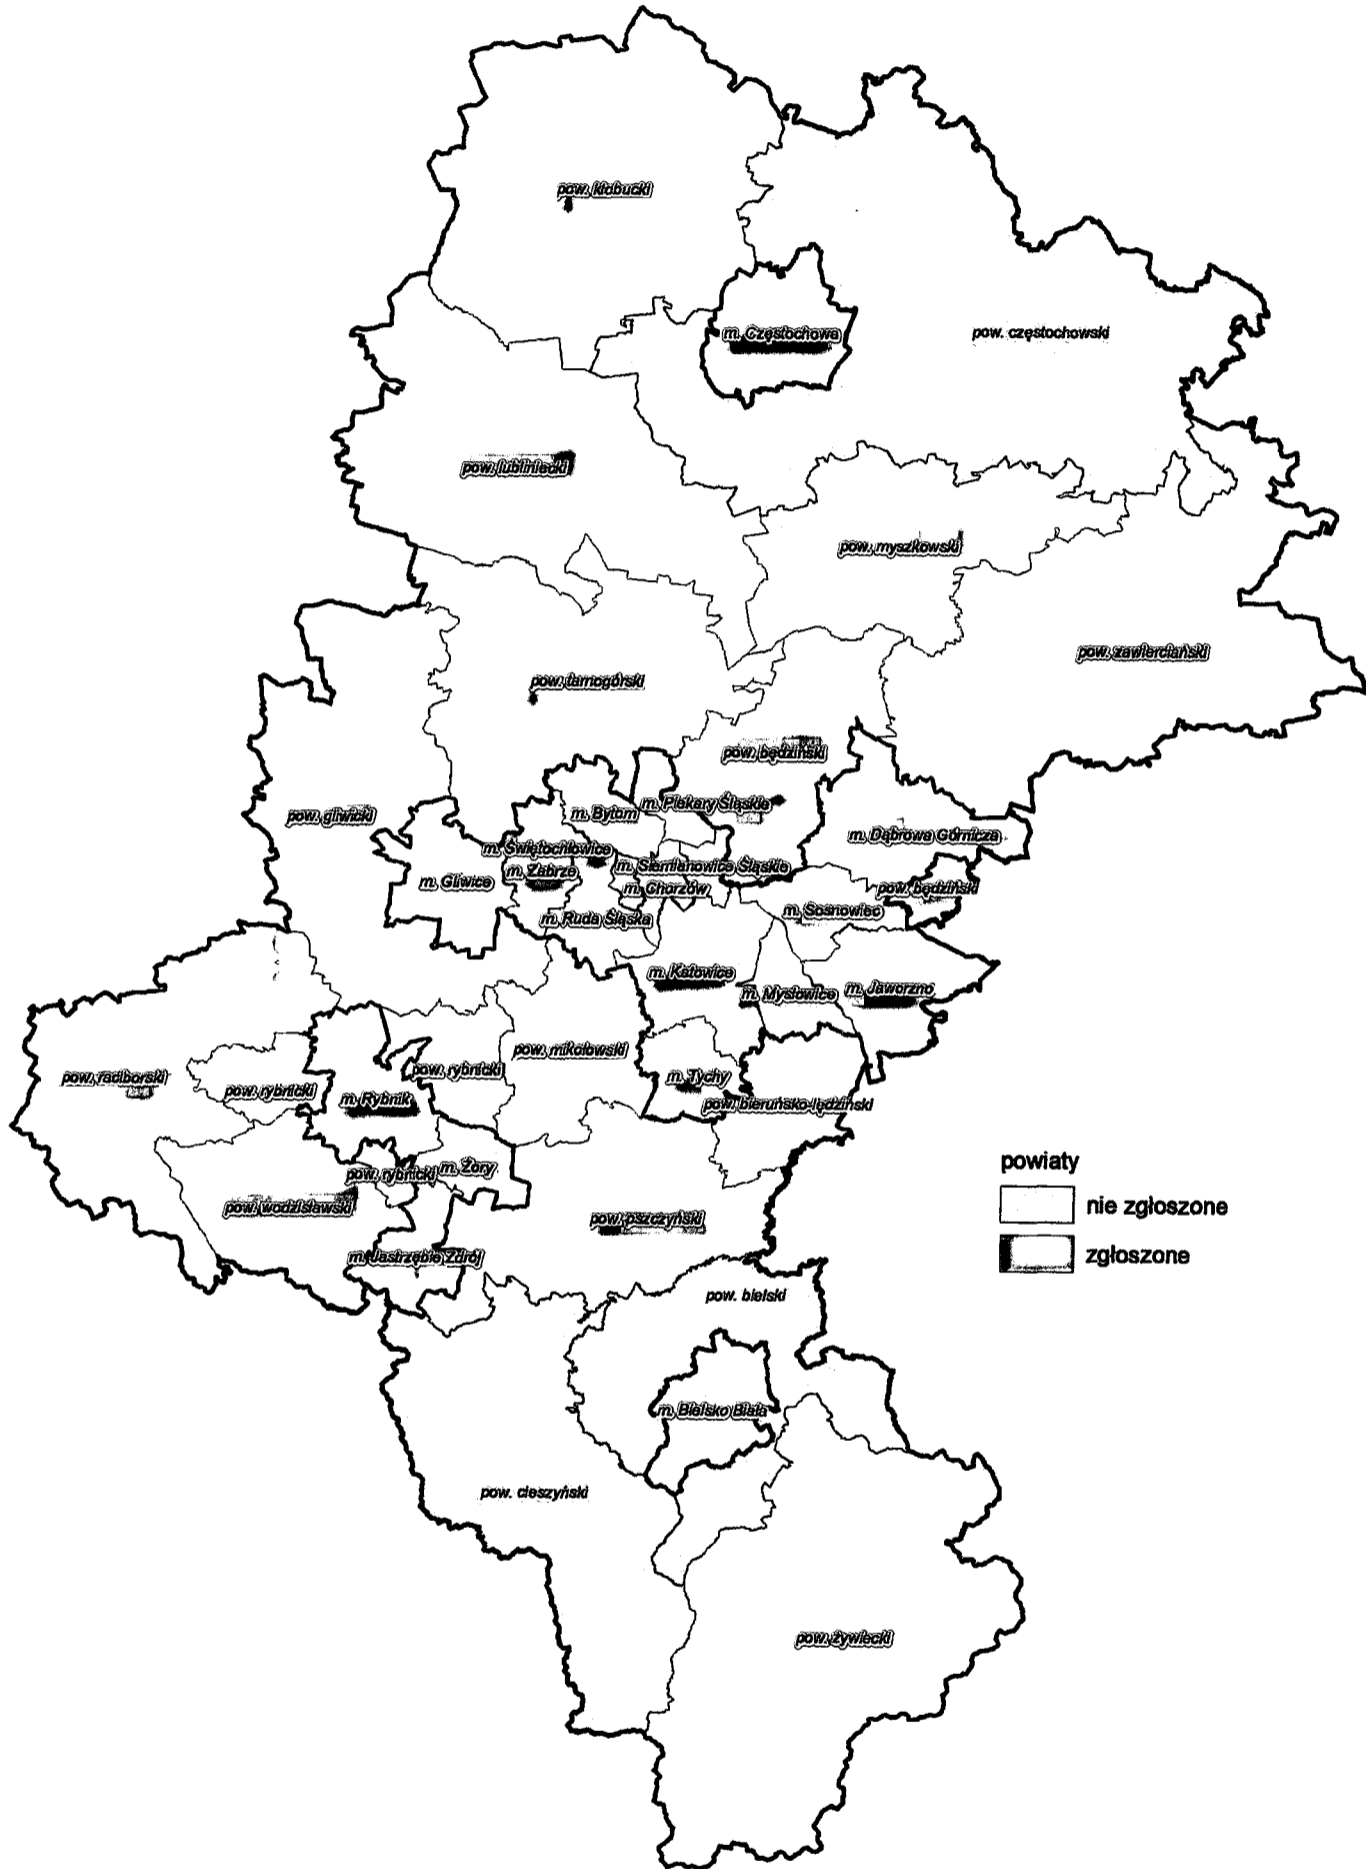 pow. kłobucki
m. Częstochowa
pow. częstochowski
pow. lubliniecki
pow. myszkowski
pow. zawierciański
pow. tarnogórski
pow. będziński
m. Piekary Śląskie
m. Bytom
pow. gliwicki
m. Dąbrowa Górnicza
m. Świętochłowice
m. Siemianowice Śląskie
m. Zabrze
m. Gliwice
m. Chorzów
pow. będziński
m. Sosnowiec
m. Ruda Śląska
m. Katowice
m. Mysłowice
m. Jaworzno
pow. mikołowski
pow. rybnicki
m. Tychy
pow. raciborski
pow. rybnicki
m. Rybnik
pow. bieruńsko-lędziński
pow. rybnicki
m. Żory
pow. wodzisławski
pow. pszczyński
m. Jastrzębie Zdrój
powiaty
nie zgłoszone
zgłoszone
pow. bielski
m. Bielsko Biała
pow. cieszyński
pow. żywiecki